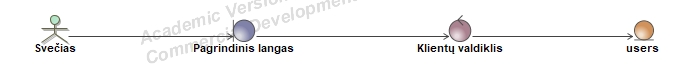 Academic Version
Commercial Development
Svečias
Pagrindinis langas
Klientų valdiklis
users